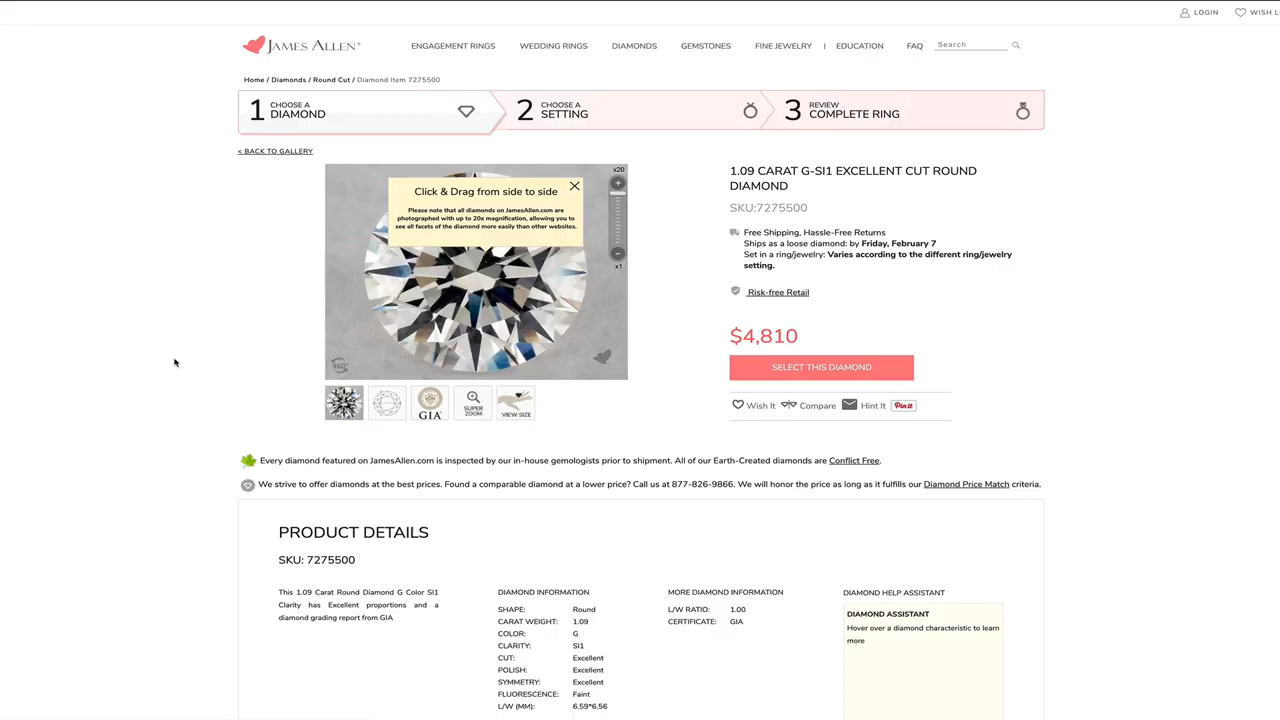 LOGIN
WISH L
JAMES ALLEN®
ENGAGEMENT RINGS
WEDDING RINGS
DIAMONDS
GEMSTONES
FINE JEWELRY
|
EDUCATION
FAQ
Search
Home / Diamonds / Round Cut / Diamond Item 7275500
1 CHOOSE A
DIAMOND
2 CHOOSE A
SETTING
3 REVIEW
COMPLETE RING
< BACK TO GALLERY
Click & Drag from side to side
Please note that all diamonds on JamesAllen.com are
photographed with up to 20x magnification, allowing you to
see all facets of the diamond more easily than other websites.
x20
+
-
x1
360°
GIA
SUPER
ZOOM
VIEW SIZE
1.09 CARAT G-SI1 EXCELLENT CUT ROUND
DIAMOND
SKU:7275500
Free Shipping, Hassle-Free Returns
Ships as a loose diamond: by Friday, February 7
Set in a ring/jewelry: Varies according to the different ring/jewelry
setting.
Risk-free Retail
$4,810
SELECT THIS DIAMOND
Wish It
Compare
Hint It
Pin it
Every diamond featured on JamesAllen.com is inspected by our in-house gemologists prior to shipment. All of our Earth-Created diamonds are Conflict Free.
We strive to offer diamonds at the best prices. Found a comparable diamond at a lower price? Call us at 877-826-9866. We will honor the price as long as it fulfills our Diamond Price Match criteria.
PRODUCT DETAILS
SKU: 7275500
This 1.09 Carat Round Diamond G Color SI1
Clarity has Excellent proportions and a
diamond grading report from GIA
DIAMOND INFORMATION
SHAPE: Round
CARAT WEIGHT: 1.09
COLOR: G
CLARITY: SI1
CUT: Excellent
POLISH: Excellent
SYMMETRY: Excellent
FLUORESCENCE: Faint
L/W (MM): 6.59*6.56
MORE DIAMOND INFORMATION
L/W RATIO: 1.00
CERTIFICATE: GIA
DIAMOND HELP ASSISTANT
DIAMOND ASSISTANT
Hover over a diamond characteristic to learn
more